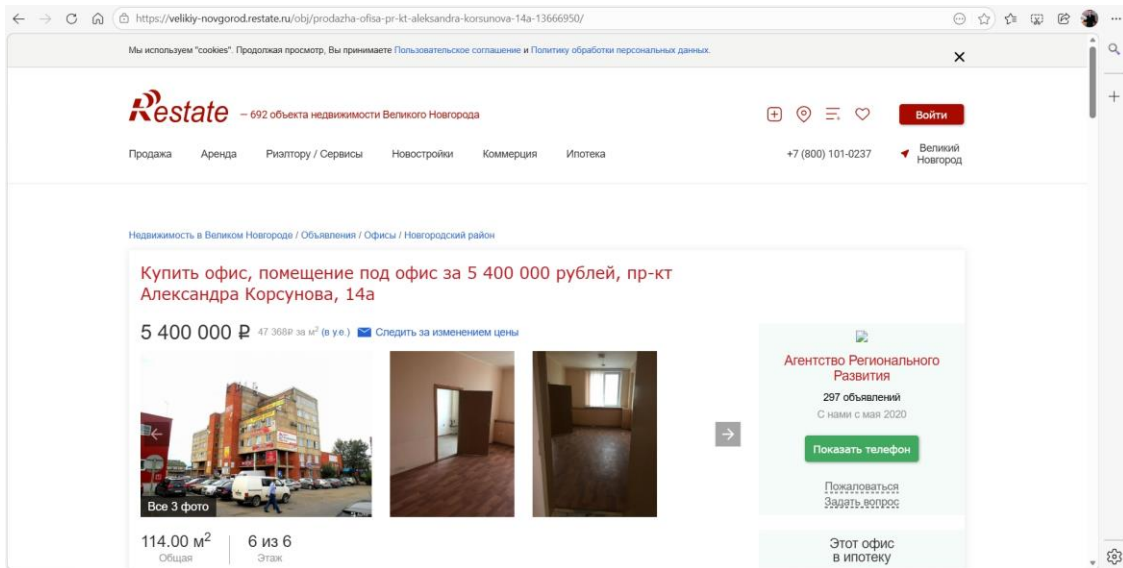 https://velikiy-novgorod.restate.ru/obj/prodazha-ofisa-pr-kt-aleksandra-korsunova-14a-13666950/
Мы используем "cookies". Продолжая просмотр, Вы принимаете Пользовательское соглашение и Политику обработки персональных данных.
Restate – 692 объекта недвижимости Великого Новгорода
Войти
Продажа Аренда Риэлтору / Сервисы Новостройки Коммерция Ипотека +7 (800) 101-0237 Великий
Новгород
Недвижимость в Великом Новгороде / Объявления / Офисы / Новгородский район
Купить офис, помещение под офис за 5 400 000 рублей, пр-кт
Александра Корсунова, 14а
5 400 000 ₽ 47 368₽ за м² (в у.е.) Следить за изменением цены
Все 3 фото
114.00 м² 6 из 6
Общая Этаж
Агентство Регионального
Развития
297 объявлений
С нами с мая 2020
Показать телефон
Пожаловаться
Задать вопрос
Этот офис
в ипотеку